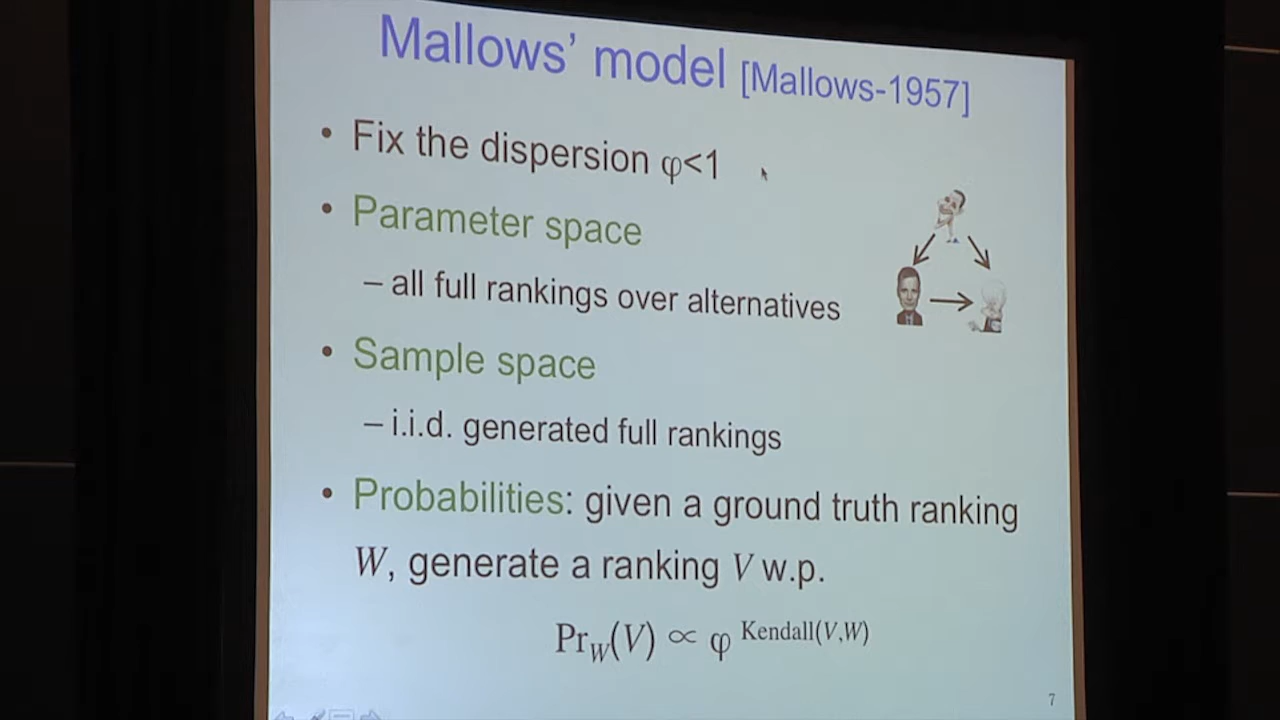 Mallows' model [Mallows-1957]
• Fix the dispersion φ<1
• Parameter space
– all full rankings over alternatives
• Sample space
– i.i.d. generated full rankings
• Probabilities: given a ground truth ranking
W, generate a ranking V w.p.
Pr_W(V) ∝ φ^Kendall(V,W)
7